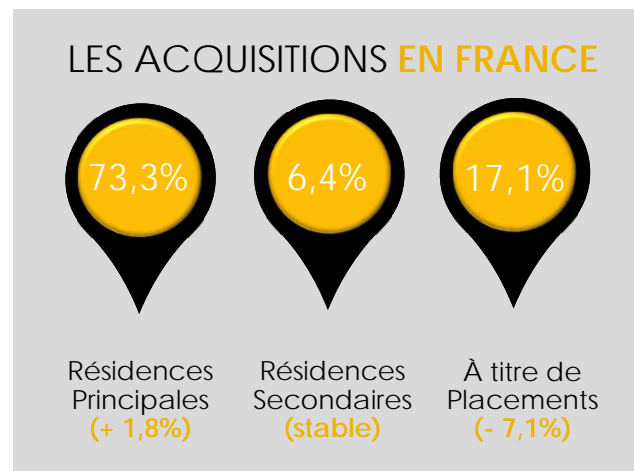 LES ACQUISITIONS EN FRANCE
73,3%
6,4%
17,1%
Résidences
Principales
(+ 1,8%)
Résidences
Secondaires
(stable)
À titre de
Placements
(- 7,1%)